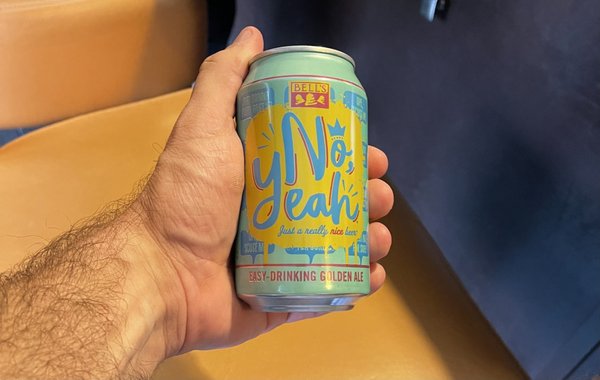 BELL'S
No,
yeah
Just a really nice beer!
EASY-DRINKING GOLDEN ALE